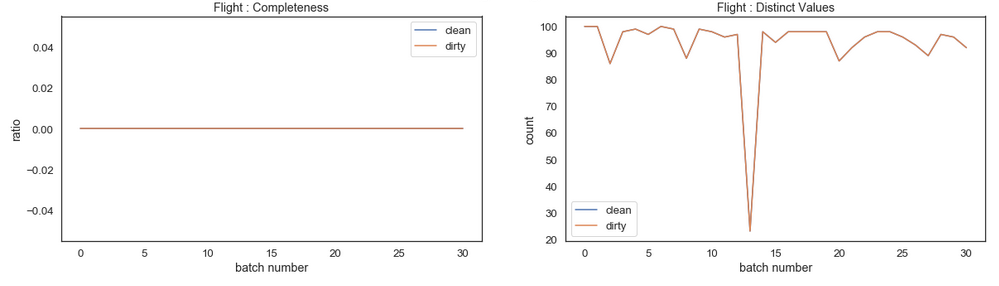 Flight : Completeness
clean
dirty
0.04
0.02
0.00
−0.02
−0.04
ratio
0 5 10 15 20 25 30
batch number
Flight : Distinct Values
100
90
80
70
60
50
40
30
20
count
clean
dirty
0 5 10 15 20 25 30
batch number